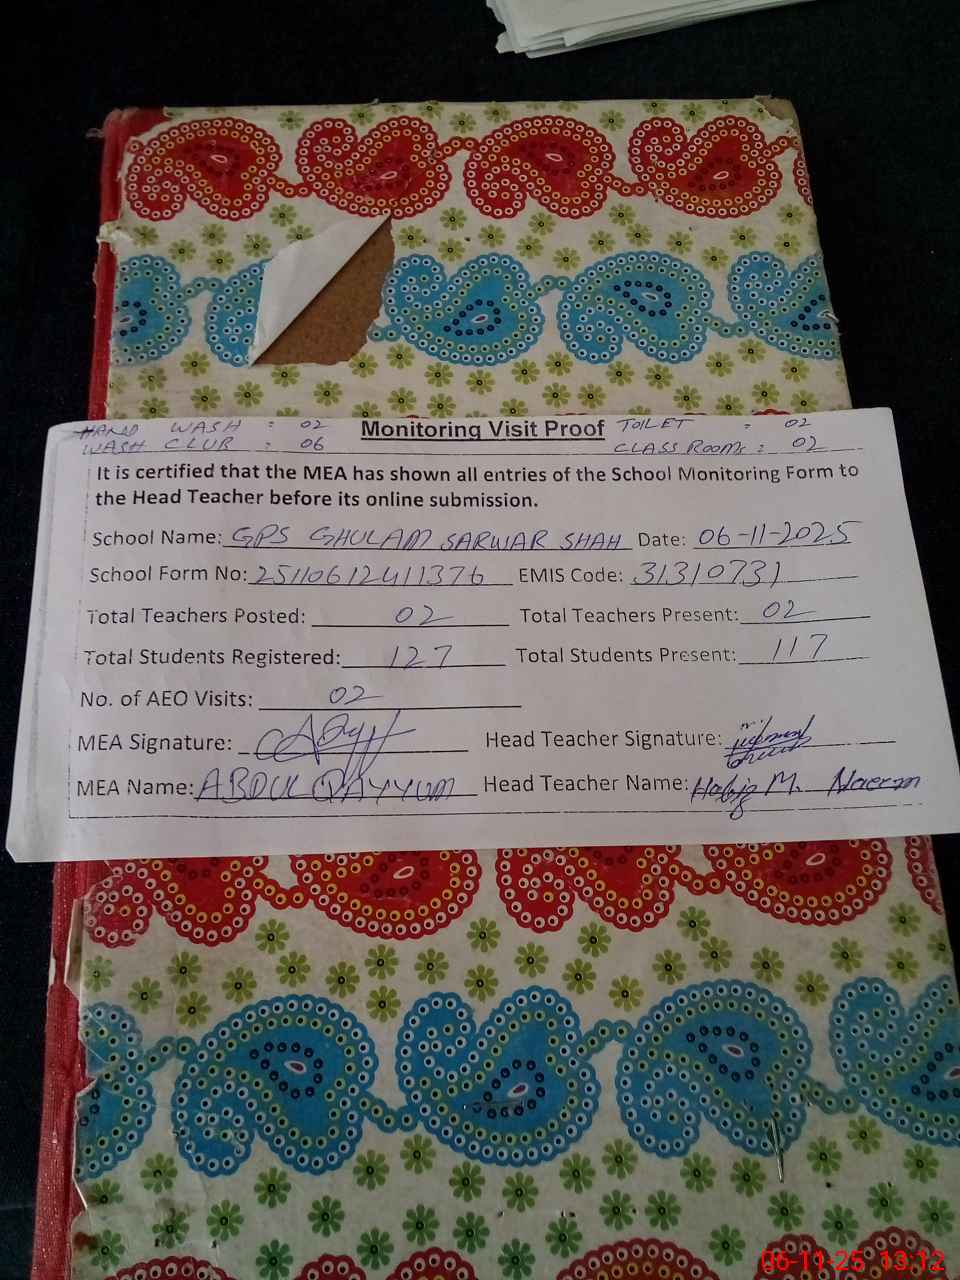 HAND WASH : 02 Monitoring Visit Proof TOILET : 02
WASH CLUB : 06 CLASS ROOMS : 02
It is certified that the MEA has shown all entries of the School Monitoring Form to
the Head Teacher before its online submission.
School Name: GPS GHULAM SARWAR SHAH Date: 06-11-2025
School Form No: 25110612411376 EMIS Code: 31310731
Total Teachers Posted: 02 Total Teachers Present: 02
Total Students Registered: 127 Total Students Present: 117
No. of AEO Visits: 02
MEA Signature: Head Teacher Signature:
MEA Name: ABDUL QAYYUM Head Teacher Name: Hafiz M. Naeem
06-11-25 13:12